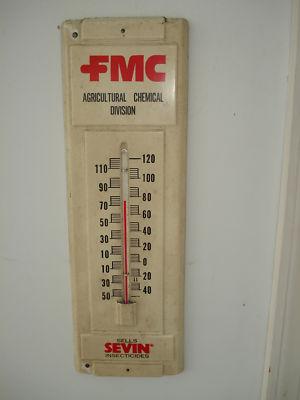 FMC
AGRICULTURAL CHEMICAL
DIVISION
120
110 100
90 80
70 60
50 40
30 20
10 0
10 20
30 40
50
SELLS
SEVIN®
INSECTICIDES